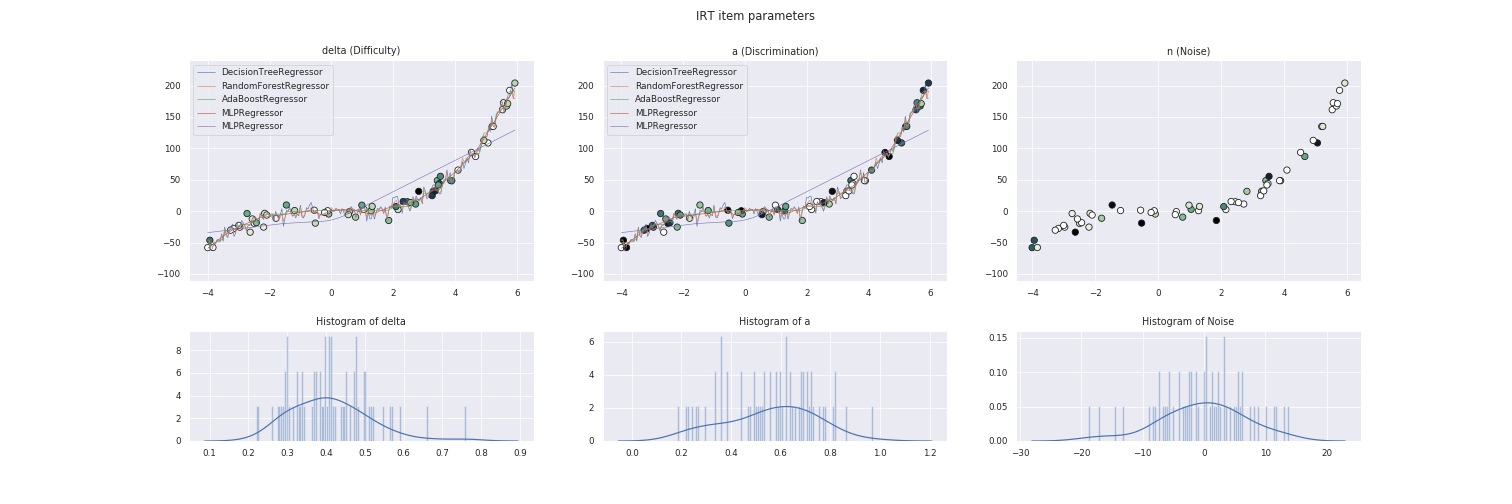 IRT item parameters
delta (Difficulty)
a (Discrimination)
n (Noise)
DecisionTreeRegressor
RandomForestRegressor
AdaBoostRegressor
MLPRegressor
MLPRegressor
DecisionTreeRegressor
RandomForestRegressor
AdaBoostRegressor
MLPRegressor
MLPRegressor
200
150
100
50
0
−50
−100
−4 −2 0 2 4 6
200
150
100
50
0
−50
−100
−4 −2 0 2 4 6
200
150
100
50
0
−50
−100
−4 −2 0 2 4 6
Histogram of delta
Histogram of a
Histogram of Noise
8
6
4
2
0
0.1 0.2 0.3 0.4 0.5 0.6 0.7 0.8 0.9
6
4
2
0
0.0 0.2 0.4 0.6 0.8 1.0 1.2
0.15
0.10
0.05
0.00
−30 −20 −10 0 10 20